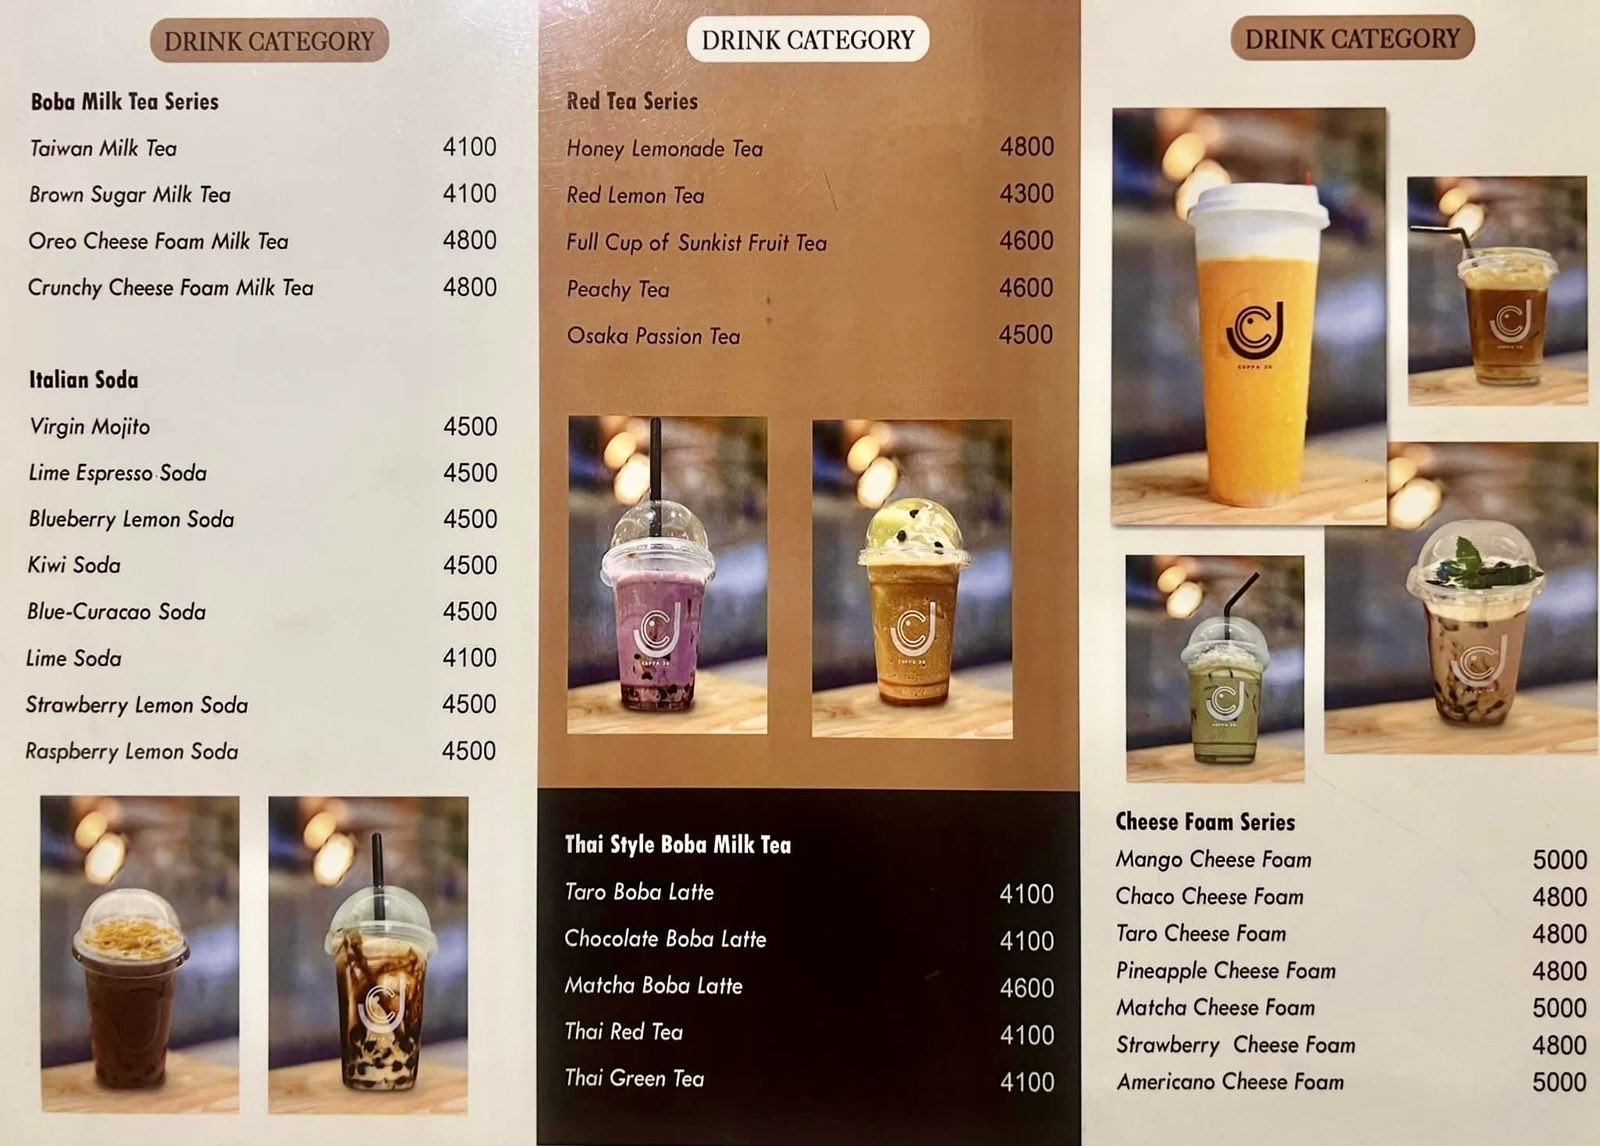 DRINK CATEGORY
Boba Milk Tea Series
Taiwan Milk Tea 4100
Brown Sugar Milk Tea 4100
Oreo Cheese Foam Milk Tea 4800
Crunchy Cheese Foam Milk Tea 4800
Italian Soda
Virgin Mojito 4500
Lime Espresso Soda 4500
Blueberry Lemon Soda 4500
Kiwi Soda 4500
Blue-Curacao Soda 4500
Lime Soda 4100
Strawberry Lemon Soda 4500
Raspberry Lemon Soda 4500
DRINK CATEGORY
Red Tea Series
Honey Lemonade Tea 4800
Red Lemon Tea 4300
Full Cup of Sunkist Fruit Tea 4600
Peachy Tea 4600
Osaka Passion Tea 4500
Thai Style Boba Milk Tea
Taro Boba Latte 4100
Chocolate Boba Latte 4100
Matcha Boba Latte 4600
Thai Red Tea 4100
Thai Green Tea 4100
DRINK CATEGORY
Cheese Foam Series
Mango Cheese Foam 5000
Chaco Cheese Foam 4800
Taro Cheese Foam 4800
Pineapple Cheese Foam 4800
Matcha Cheese Foam 5000
Strawberry Cheese Foam 4800
Americano Cheese Foam 5000